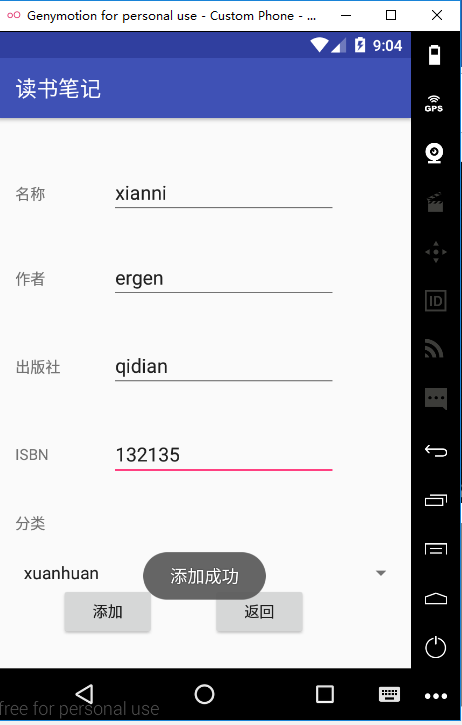 Genymotion for personal use - Custom Phone - ...
9:04
GPS
读书笔记
名称 xianni
作者 ergen
出版社 qidian
ISBN 132135
ID
分类
xuanhuan
添加成功
添加 返回
free for personal use